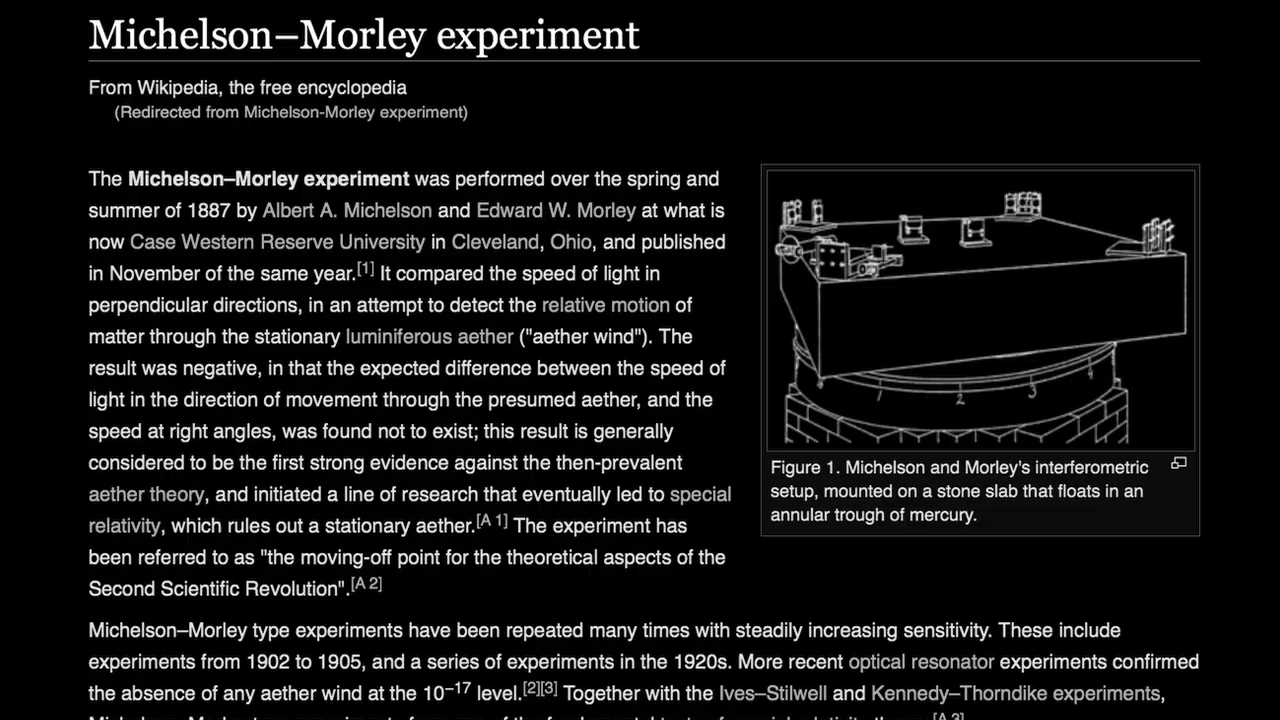 Michelson–Morley experiment
From Wikipedia, the free encyclopedia
(Redirected from Michelson-Morley experiment)
The Michelson–Morley experiment was performed over the spring and
summer of 1887 by Albert A. Michelson and Edward W. Morley at what is
now Case Western Reserve University in Cleveland, Ohio, and published
in November of the same year.[1] It compared the speed of light in
perpendicular directions, in an attempt to detect the relative motion of
matter through the stationary luminiferous aether ("aether wind"). The
result was negative, in that the expected difference between the speed of
light in the direction of movement through the presumed aether, and the
speed at right angles, was found not to exist; this result is generally
considered to be the first strong evidence against the then-prevalent
aether theory, and initiated a line of research that eventually led to special
relativity, which rules out a stationary aether.[A 1] The experiment has
been referred to as "the moving-off point for the theoretical aspects of the
Second Scientific Revolution".[A 2]
1 2 3
Figure 1. Michelson and Morley's interferometric
setup, mounted on a stone slab that floats in an
annular trough of mercury.
Michelson–Morley type experiments have been repeated many times with steadily increasing sensitivity. These include
experiments from 1902 to 1905, and a series of experiments in the 1920s. More recent optical resonator experiments confirmed
the absence of any aether wind at the 10⁻¹⁷ level.[2][3] Together with the Ives–Stilwell and Kennedy–Thorndike experiments,
[A 3]